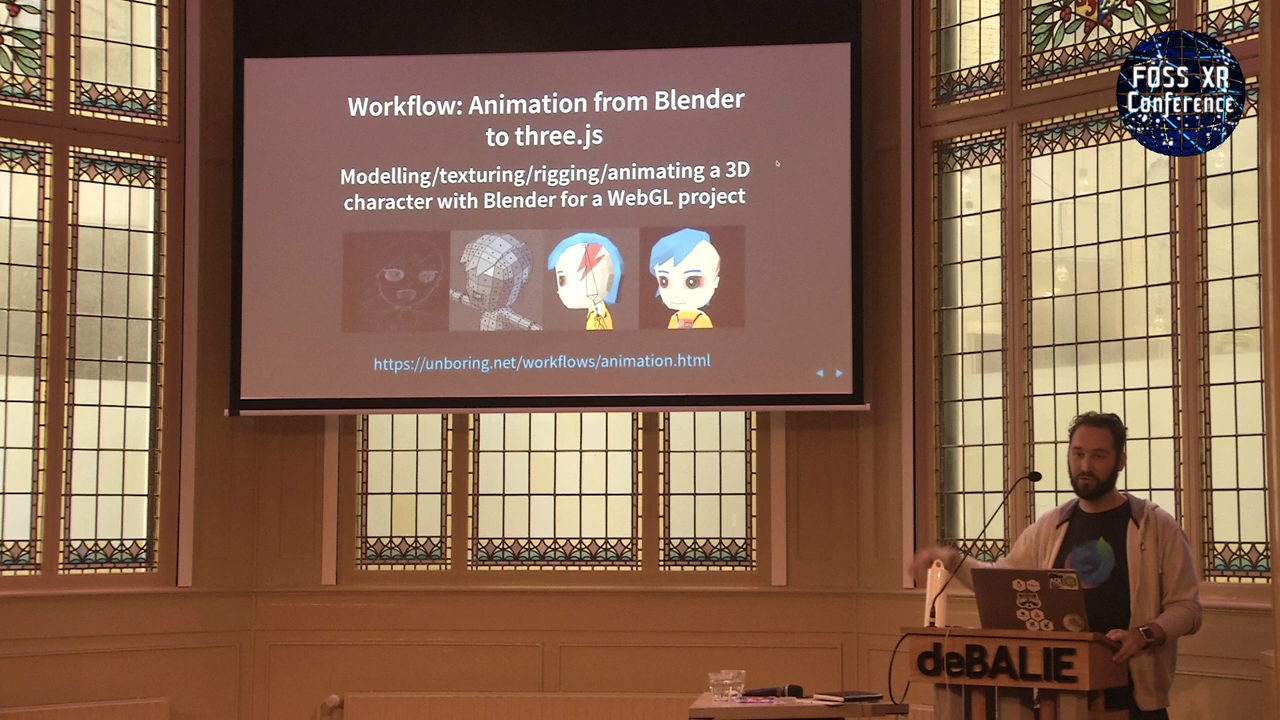 Workflow: Animation from Blender
to three.js
Modelling/texturing/rigging/animating a 3D
character with Blender for a WebGL project
https://unboring.net/workflows/animation.html
FOSS XR
Conference
deBALIE